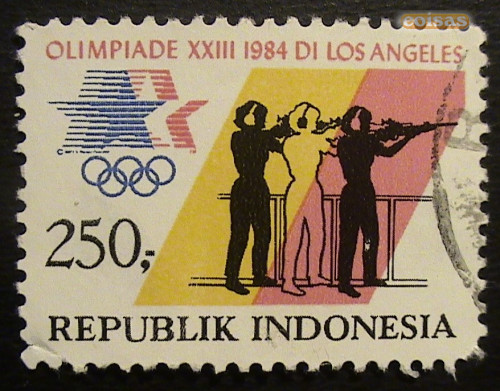 coisas
OLIMPIADE XXIII 1984 DI LOS ANGELES
250,-
REPUBLIK INDONESIA